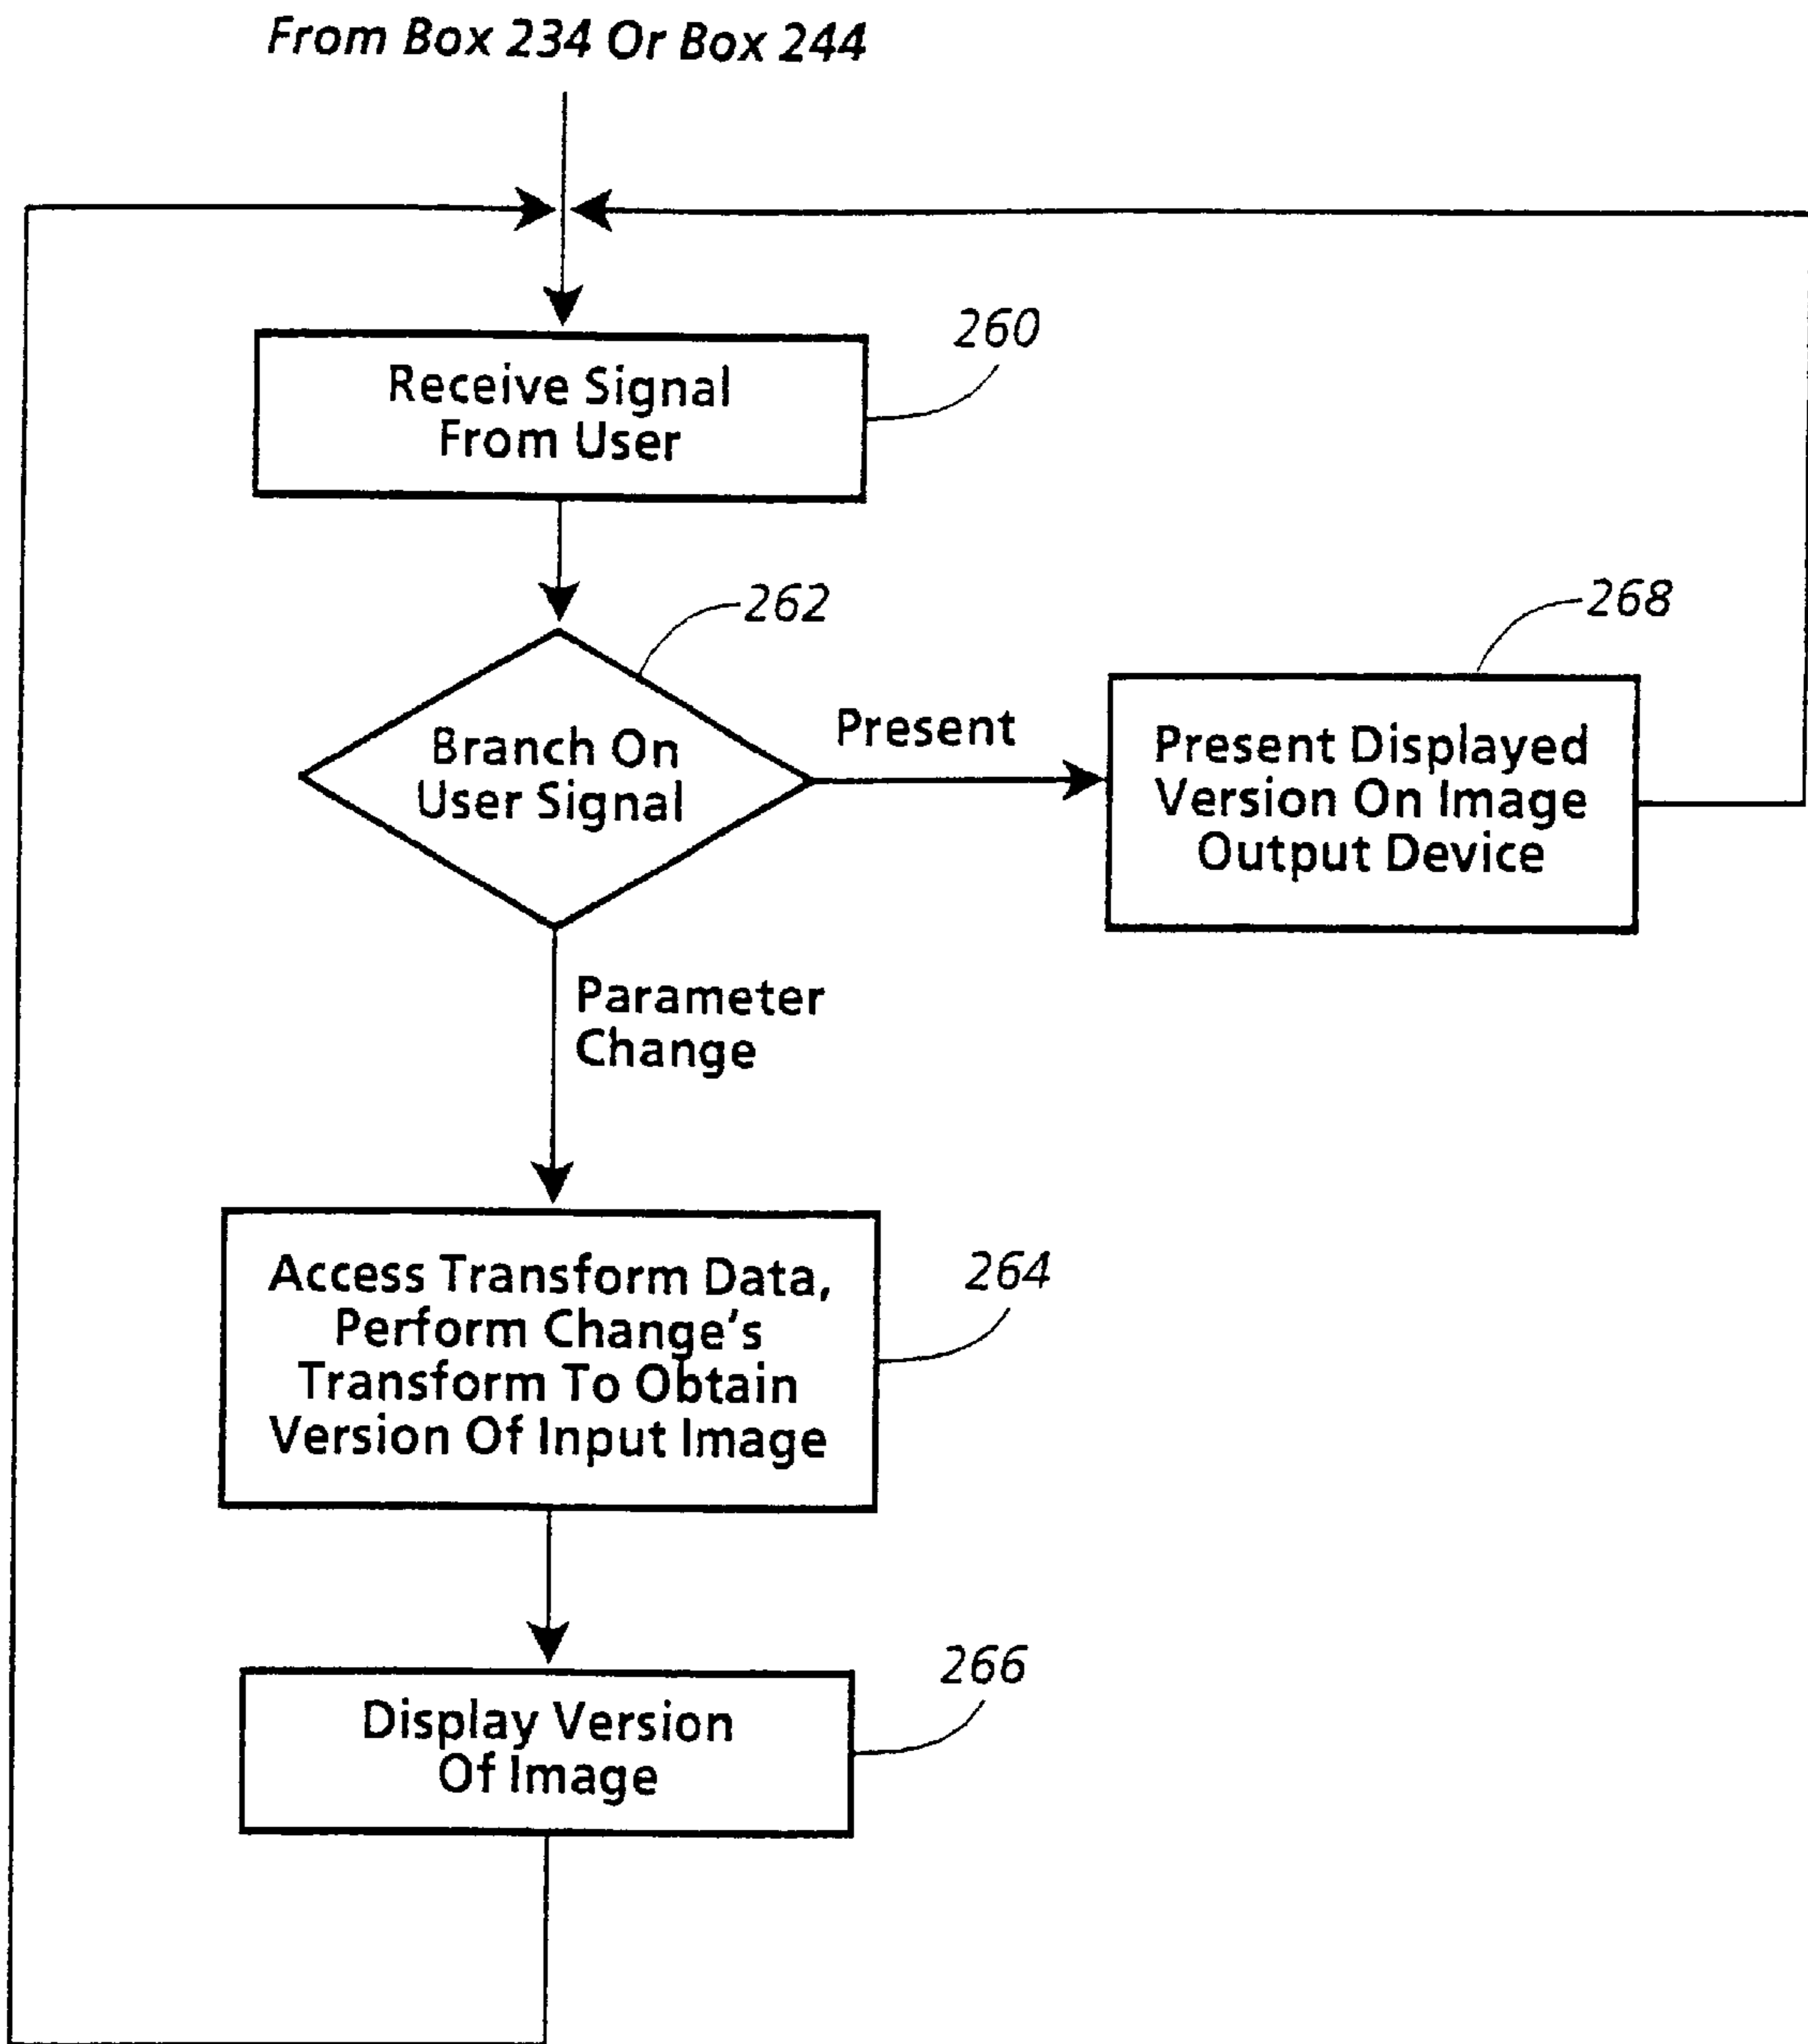 From Box 234 Or Box 244
260
Receive Signal
From User
262
268
Branch On
User Signal
Present
Present Displayed
Version On Image
Output Device
Parameter
Change
264
Access Transform Data,
Perform Change's
Transform To Obtain
Version Of Input Image
266
Display Version
Of Image